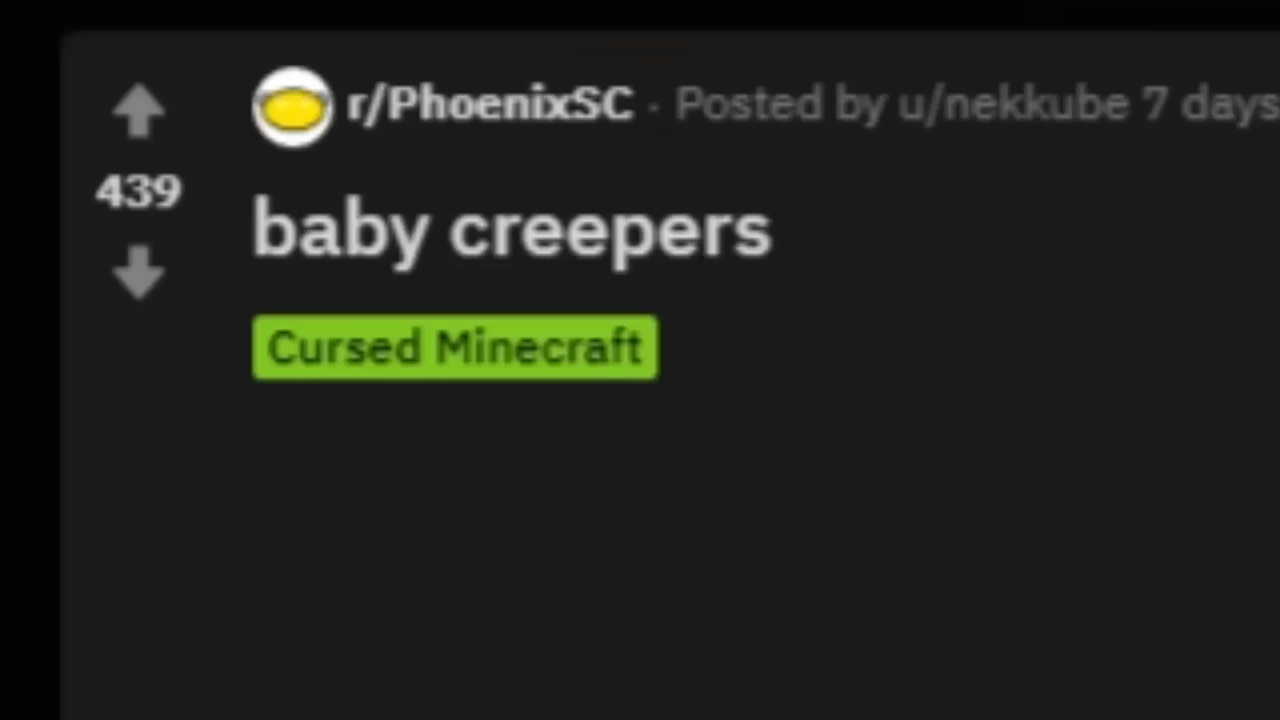 r/PhoenixSC · Posted by u/nekkube 7 days
439
baby creepers
Cursed Minecraft